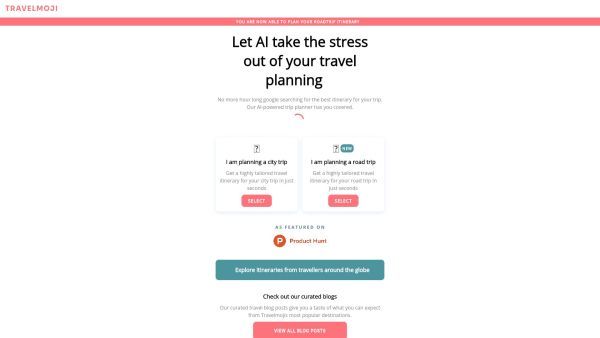 TRAVELMOJI
YOU ARE NOW ABLE TO PLAN YOUR ROADTRIP ITINERARY
Let AI take the stress
out of your travel
planning
No more hour long google searching for the best itinerary for your trip.
Our AI-powered trip planner has you covered.
I am planning a city trip
Get a highly tailored travel
itinerary for your city trip in just
seconds
SELECT
NEW
I am planning a road trip
Get a highly tailored travel
itinerary for your road trip in
just seconds
SELECT
AS FEATURED ON
P Product Hunt
Explore itineraries from travellers around the globe
Check out our curated blogs
Our curated travel blog posts give you a taste of what you can expect
from Travelmojis most popular destinations.
VIEW ALL BLOG POSTS